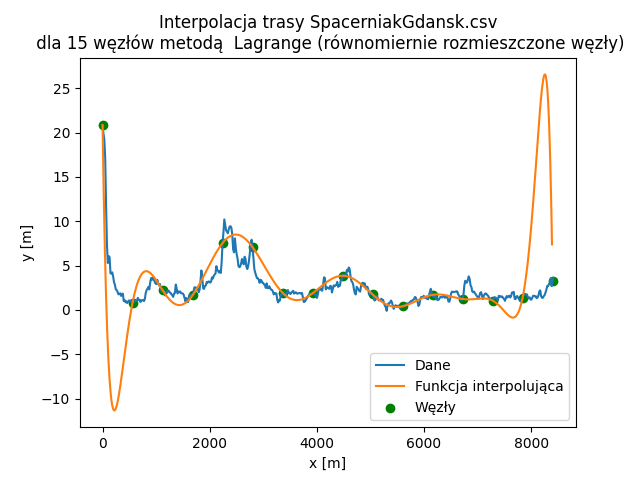 Interpolacja trasy SpacerniakGdansk.csv
dla 15 węzłów metodą  Lagrange (równomiernie rozmieszczone węzły)
y [m]
25
20
15
10
5
0
−5
−10
0
2000
4000
6000
8000
x [m]
Dane
Funkcja interpolująca
Węzły